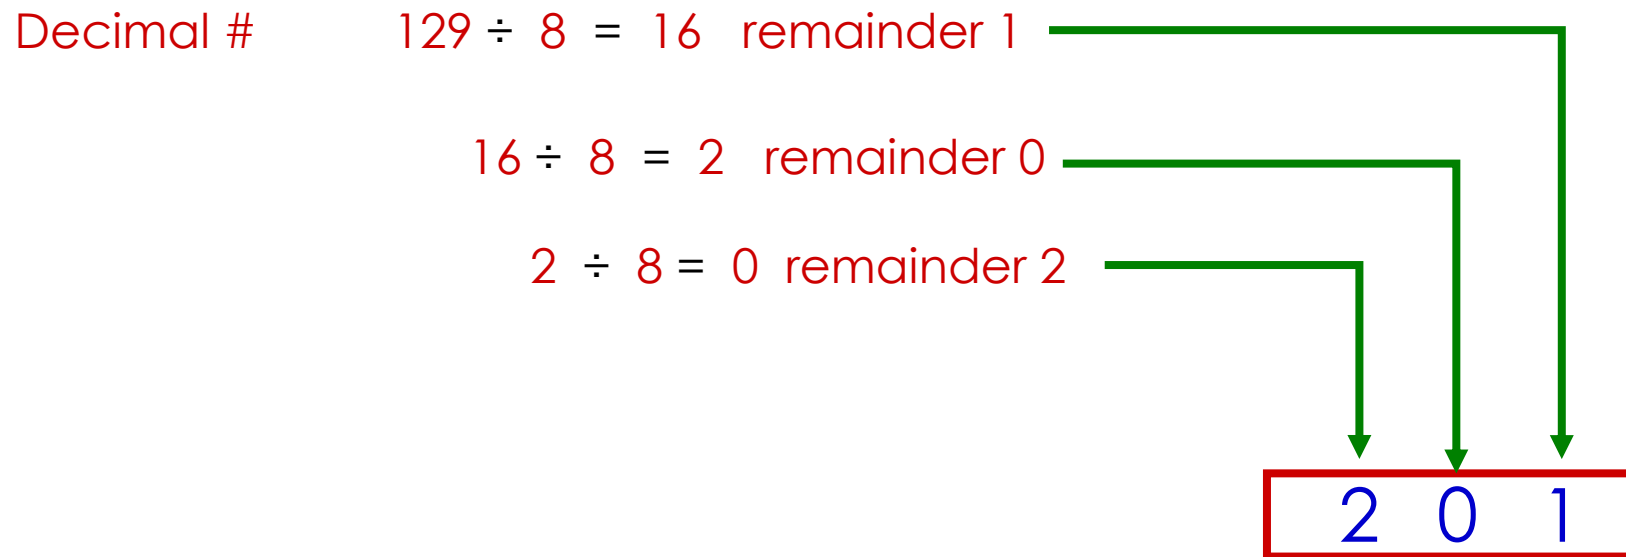 Decimal # 129 ÷ 8 = 16 remainder 1
16 ÷ 8 = 2 remainder 0
2 ÷ 8 = 0 remainder 2
2 0 1